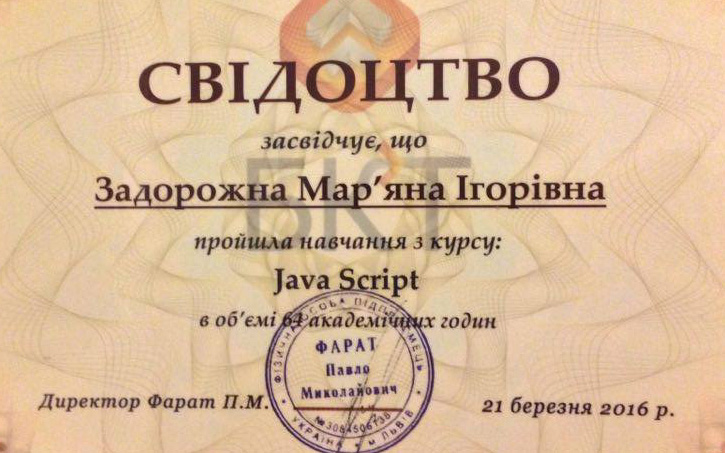 СВІДОЦТВО
засвідчує, що
БКТ
Задорожна Мар’яна Ігорівна
пройшла навчання з курсу:
Java Script
в об’ємі 64 академічних годин
ФІЗИЧНА ОСОБА ПІДПРИЄМЕЦЬ
ФАРАТ
Павло
Миколайович
УКРАЇНА • м. ЛЬВІВ
Директор Фарат П.М.
21 березня 2016 р.